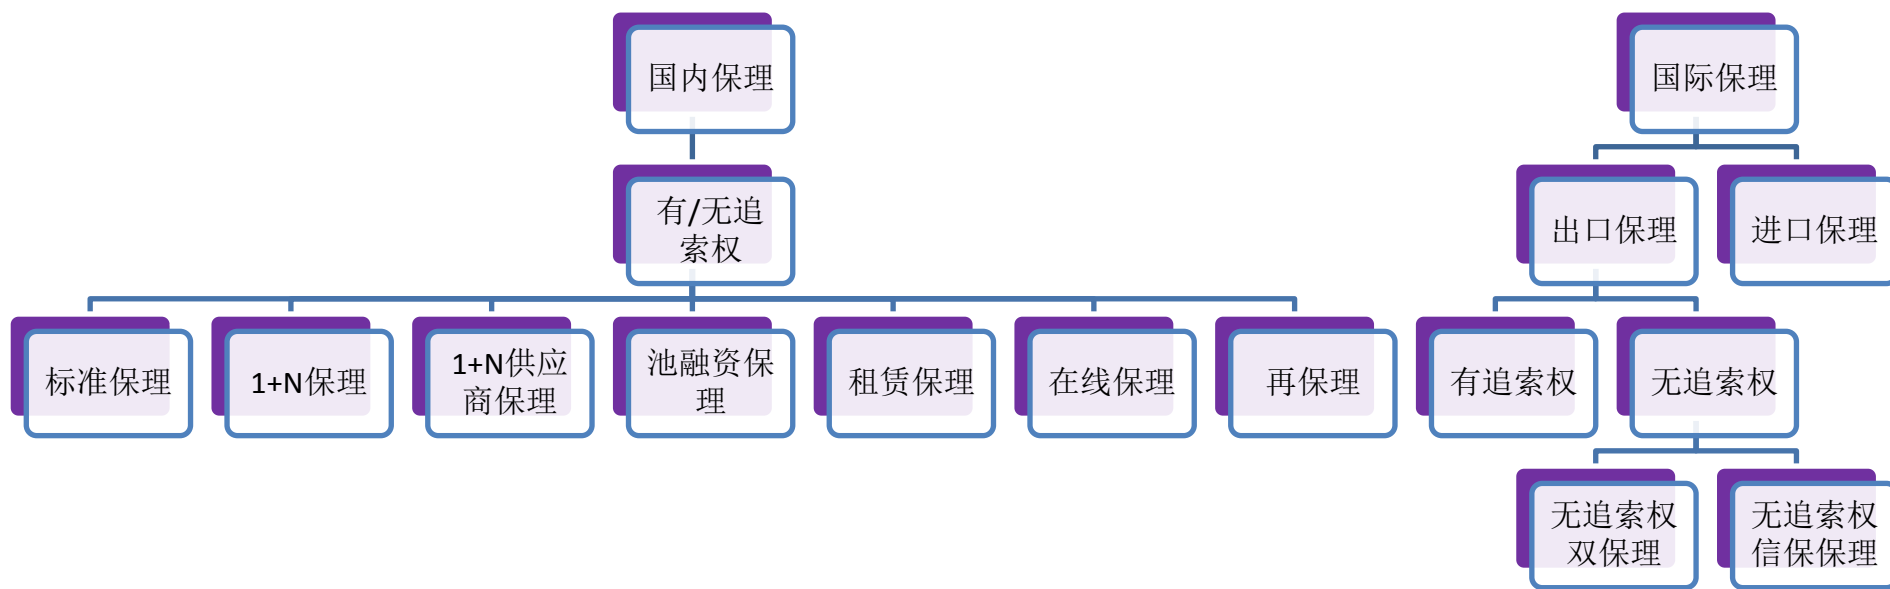 国内保理
国际保理
有/无追
索权
出口保理
进口保理
标准保理
1+N保理
1+N供应
商保理
池融资保
理
租赁保理
在线保理
再保理
有追索权
无追索权
无追索权
双保理
无追索权
信保保理